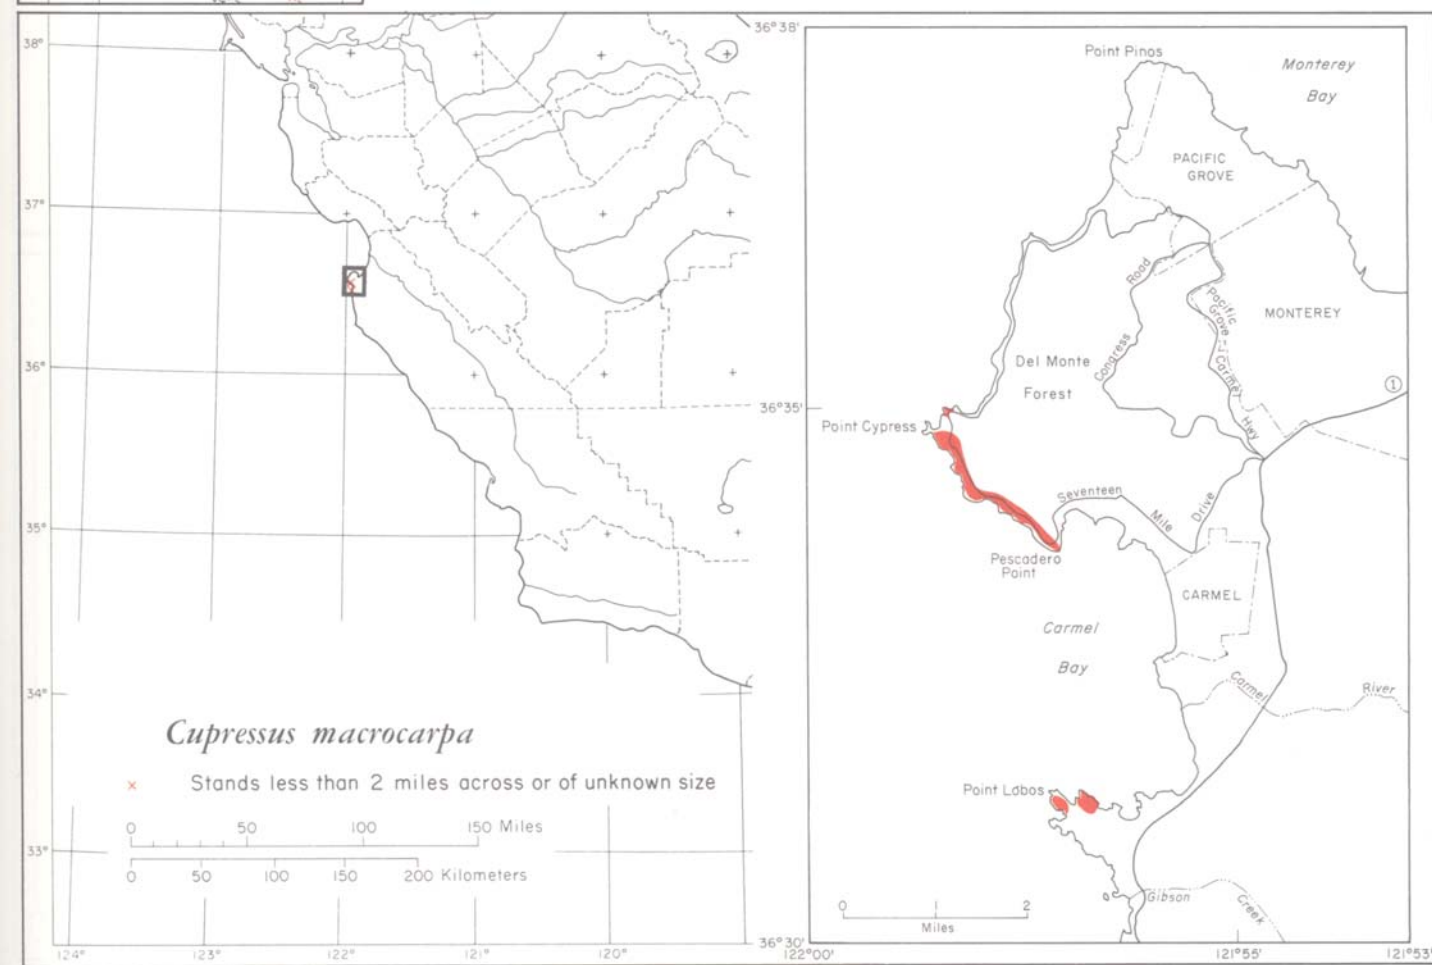 38°
37°
36°
35°
34°
33°
124°
123°
122°
121°
120°
Cupressus macrocarpa
× Stands less than 2 miles across or of unknown size
0 50 100 150 Miles
0 50 100 150 200 Kilometers
36°38'
36°35'
36°30'
122°00'
121°55'
121°53'
Point Pinos
Monterey
Bay
PACIFIC
GROVE
Road
Congress
Pacific
Grove
Carmel
Hwy
MONTEREY
Del Monte
Forest
1
Point Cypress
Seventeen
Mile
Drive
Pescadero
Point
CARMEL
Carmel
Bay
Carmel
River
Point Lobos
Gibson
Creek
0 2
Miles